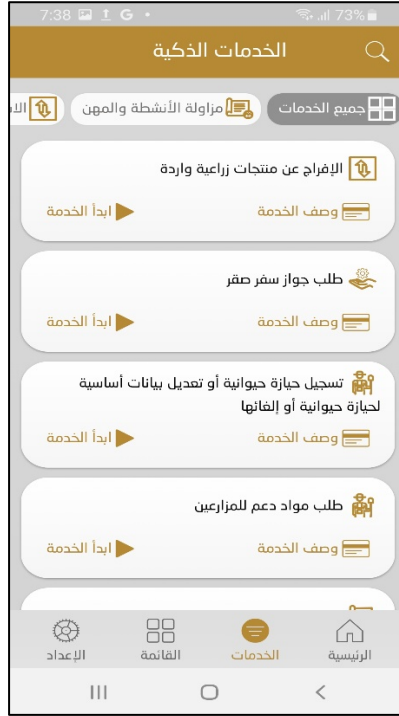 7:38 G 73%
الخدمات الذكية
جميع الخدمات
مزاولة الأنشطة والمهن
الإفراج عن منتجات زراعية واردة
وصف الخدمة
ابدأ الخدمة
طلب جواز سفر صقر
وصف الخدمة
ابدأ الخدمة
تسجيل حيازة حيوانية أو تعديل بيانات أساسية
لحيازة حيوانية أو إلغائها
وصف الخدمة
ابدأ الخدمة
طلب مواد دعم للمزارعين
وصف الخدمة
ابدأ الخدمة
الرئيسية
الخدمات
القائمة
الإعداد